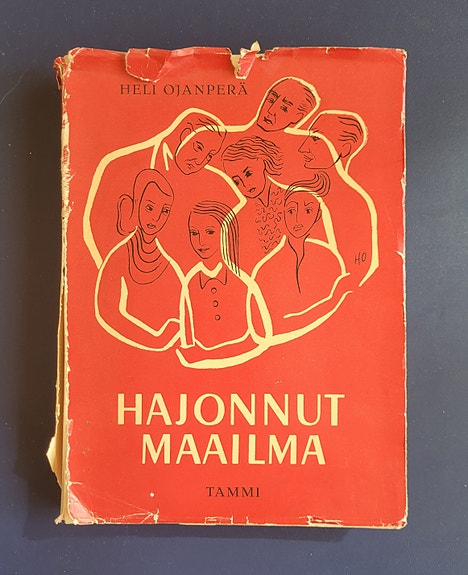 HELI OJANPERÄ
HO
HAJONNUT
MAAILMA
TAMMI